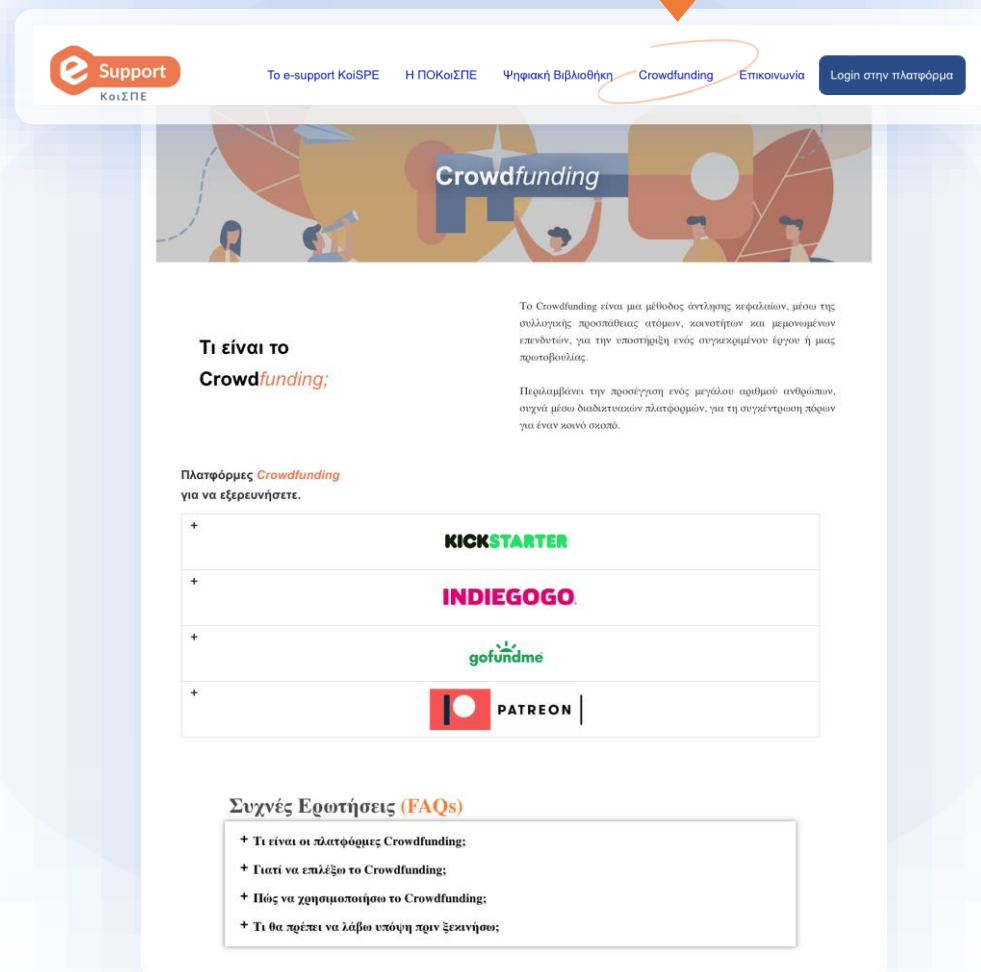 e Support
ΚοιΣΠΕ
Το e-support KoiSPE Η ΠΟΚοιΣΠΕ Ψηφιακή Βιβλιοθήκη Crowdfunding Επικοινωνία Login στην πλατφόρμα
Crowdfunding
Τι είναι το
Crowdfunding;
Το Crowdfunding είναι μια μέθοδος άντλησης κεφαλαίων, μέσω της
συλλογικής προσπάθειας ατόμων, κοινοτήτων και μεμονωμένων
επενδυτών, για την υποστήριξη ενός συγκεκριμένου έργου ή μιας
πρωτοβουλίας.
Περιλαμβάνει την προσέγγιση ενός μεγάλου αριθμού ανθρώπων,
συχνά μέσω διαδικτυακών πλατφορμών, για τη συγκέντρωση πόρων
για έναν κοινό σκοπό.
Πλατφόρμες Crowdfunding
για να εξερευνήσετε.
+ KICKSTARTER
+ INDIEGOGO.
+ gofundme
+ PATREON
Συχνές Ερωτήσεις (FAQs)
+ Τι είναι οι πλατφόρμες Crowdfunding;
+ Γιατί να επιλέξω το Crowdfunding;
+ Πώς να χρησιμοποιήσω το Crowdfunding;
+ Τι θα πρέπει να λάβω υπόψη πριν ξεκινήσω;